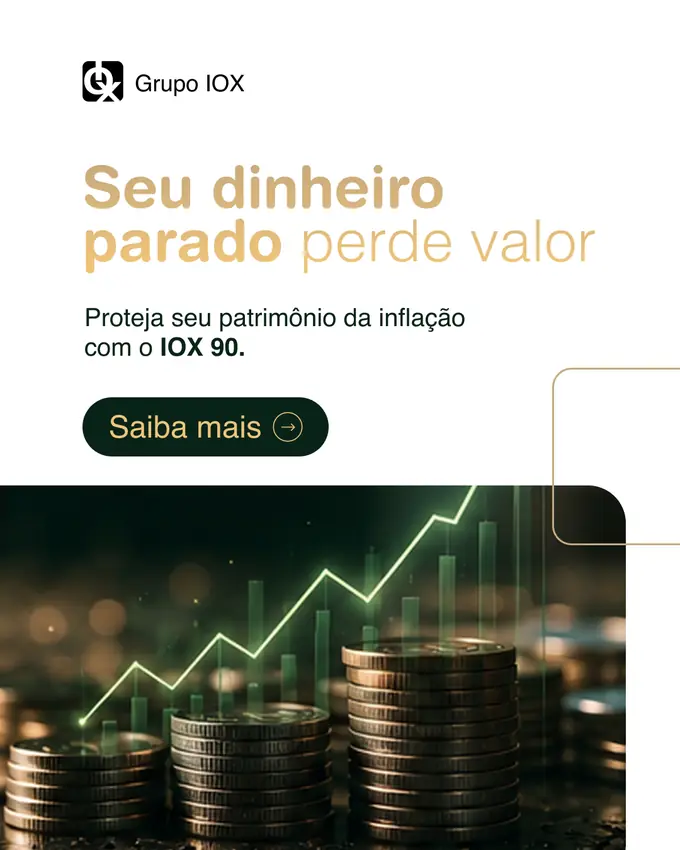 Grupo IOX
Seu dinheiro
parado perde valor
Proteja seu patrimônio da inflação
com o IOX 90.
Saiba mais